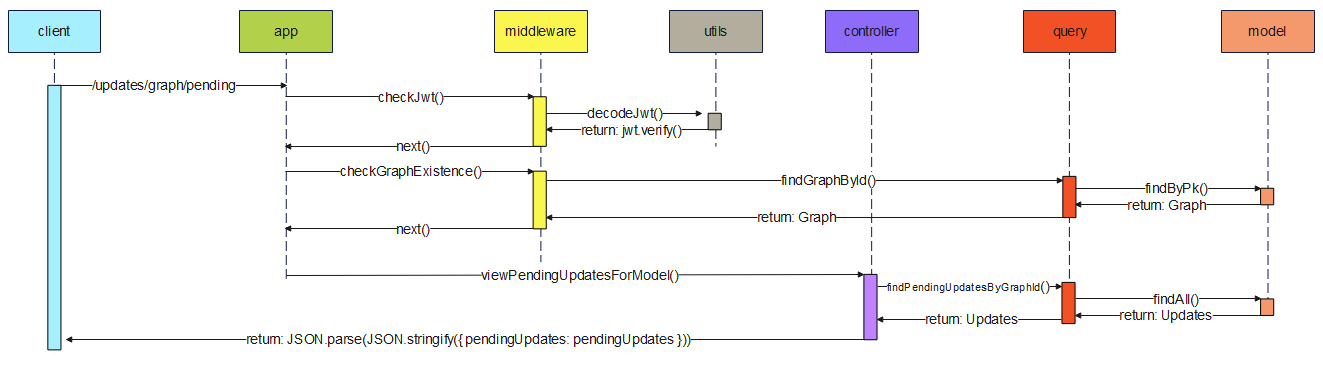 client
app
middleware
utils
controller
query
model
/updates/graph/pending
checkJwt()
decodeJwt()
return: jwt.verify()
next()
checkGraphExistence()
findGraphById()
findByPk()
return: Graph
return: Graph
next()
viewPendingUpdatesForModel()
findPendingUpdatesByGraphId()
findAll()
return: Updates
return: Updates
return: JSON.parse(JSON.stringify({ pendingUpdates: pendingUpdates }))